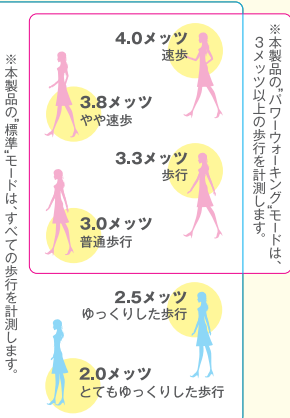 ※本製品の"パワーウォーキング"モードは、
3メッツ以上の歩行を計測します。
4.0メッツ
速歩
3.8メッツ
やや速歩
3.3メッツ
歩行
3.0メッツ
普通歩行
2.5メッツ
ゆっくりした歩行
2.0メッツ
とてもゆっくりした歩行
※本製品の"標準"モードは、すべての歩行を計測します。